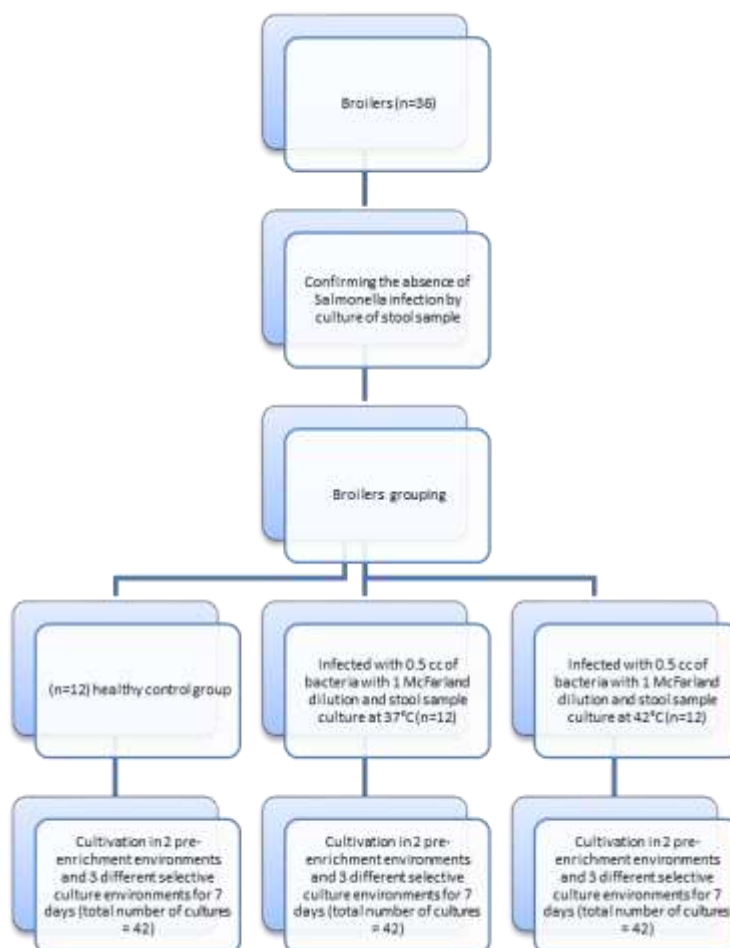 Broilers (n=36)
Confirming the absence of
Salmonella infection by
culture of stool sample
Broilers grouping
(n=12) healthy control group
Infected with 0.5 cc of
bacteria with 1 McFarland
dilution and stool sample
culture at 37°C (n=12)
Infected with 0.5 cc of
bacteria with 1 McFarland
dilution and stool sample
culture at 42°C (n=12)
Cultivation in 2 pre-
enrichment environments
and 3 different selective
culture environments for 7
days (total number of cultures
= 42)
Cultivation in 2 pre-
enrichment environments
and 3 different selective
culture environments for 7
days (total number of cultures
= 42)
Cultivation in 2 pre-
enrichment environments
and 3 different selective
culture environments for 7
days (total number of cultures
= 42)